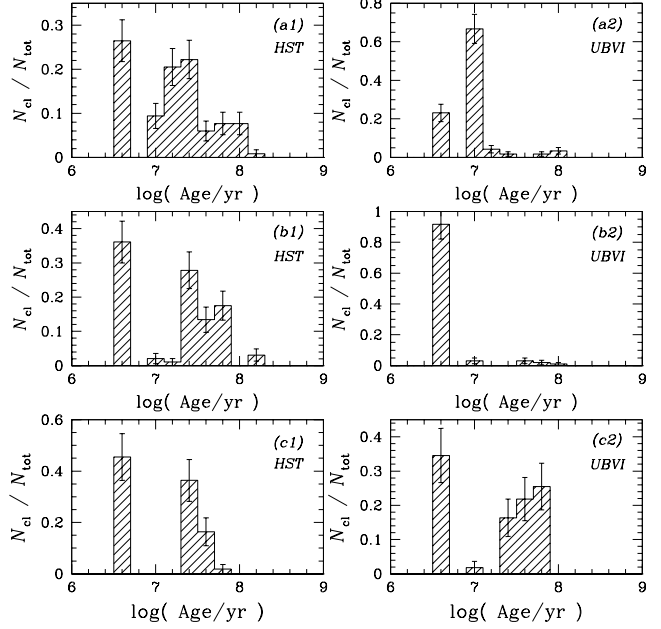 0.3
0.2
0.1
0
N_cl / N_tot
(a1)
HST
6 7 8 9
log( Age/yr )
0.8
0.6
0.4
0.2
0
N_cl / N_tot
(a2)
UBVI
6 7 8 9
log( Age/yr )
0.4
0.3
0.2
0.1
0
N_cl / N_tot
(b1)
HST
6 7 8 9
log( Age/yr )
1
0.8
0.6
0.4
0.2
0
N_cl / N_tot
(b2)
UBVI
6 7 8 9
log( Age/yr )
0.6
0.4
0.2
0
N_cl / N_tot
(c1)
HST
6 7 8 9
log( Age/yr )
0.4
0.3
0.2
0.1
0
N_cl / N_tot
(c2)
UBVI
6 7 8 9
log( Age/yr )